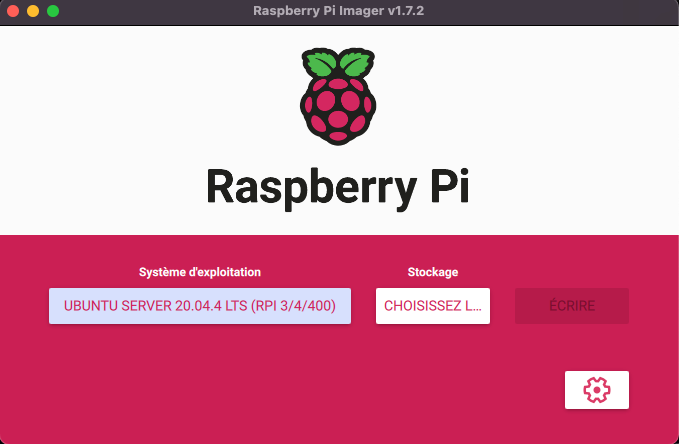 Raspberry Pi Imager v1.7.2
Raspberry Pi
Système d'exploitation
Stockage
UBUNTU SERVER 20.04.4 LTS (RPI 3/4/400)
CHOISISSEZ L...
ÉCRIRE